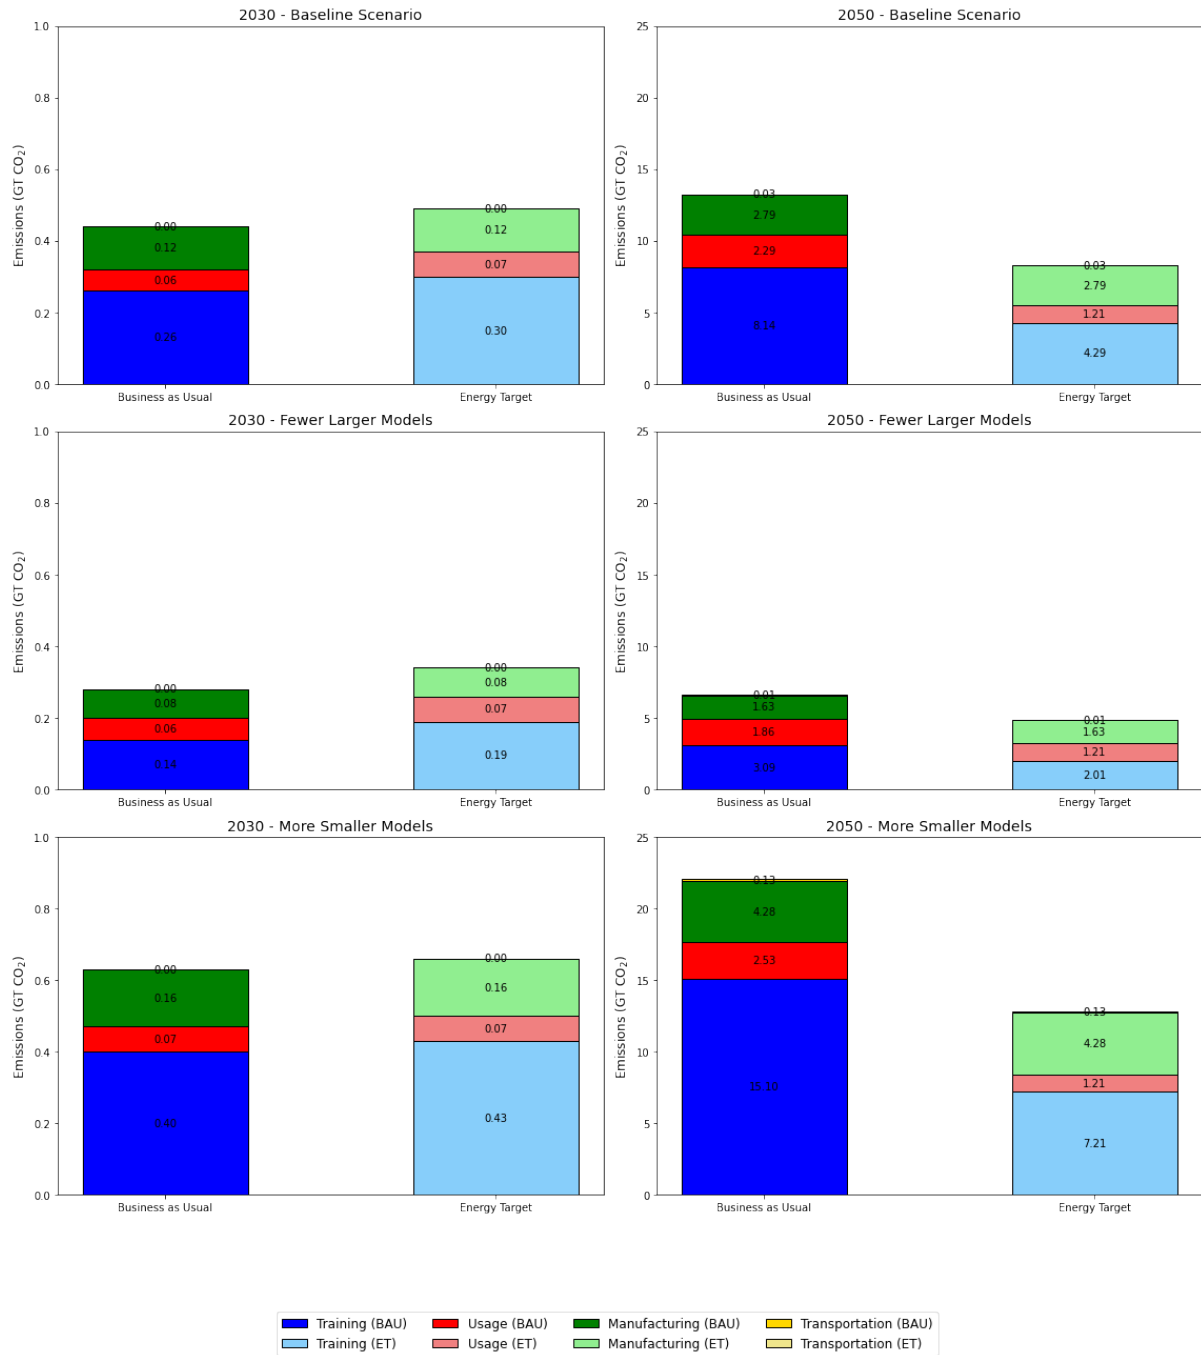 2030 - Baseline Scenario
Emissions (GT CO₂)
1.0
0.8
0.6
0.4
0.2
0.0
0.00
0.12
0.06
0.26
0.00
0.12
0.07
0.30
Business as Usual
Energy Target
2050 - Baseline Scenario
Emissions (GT CO₂)
25
20
15
10
5
0
0.03
2.79
2.29
8.14
0.03
2.79
1.21
4.29
Business as Usual
Energy Target
2030 - Fewer Larger Models
Emissions (GT CO₂)
1.0
0.8
0.6
0.4
0.2
0.0
0.00
0.08
0.06
0.14
0.00
0.08
0.07
0.19
Business as Usual
Energy Target
2050 - Fewer Larger Models
Emissions (GT CO₂)
25
20
15
10
5
0
0.01
1.63
1.86
3.09
0.01
1.63
1.21
2.01
Business as Usual
Energy Target
2030 - More Smaller Models
Emissions (GT CO₂)
1.0
0.8
0.6
0.4
0.2
0.0
0.00
0.16
0.07
0.40
0.00
0.16
0.07
0.43
Business as Usual
Energy Target
2050 - More Smaller Models
Emissions (GT CO₂)
25
20
15
10
5
0
0.13
4.28
2.53
15.10
0.13
4.28
1.21
7.21
Business as Usual
Energy Target
Training (BAU)
Usage (BAU)
Manufacturing (BAU)
Transportation (BAU)
Training (ET)
Usage (ET)
Manufacturing (ET)
Transportation (ET)